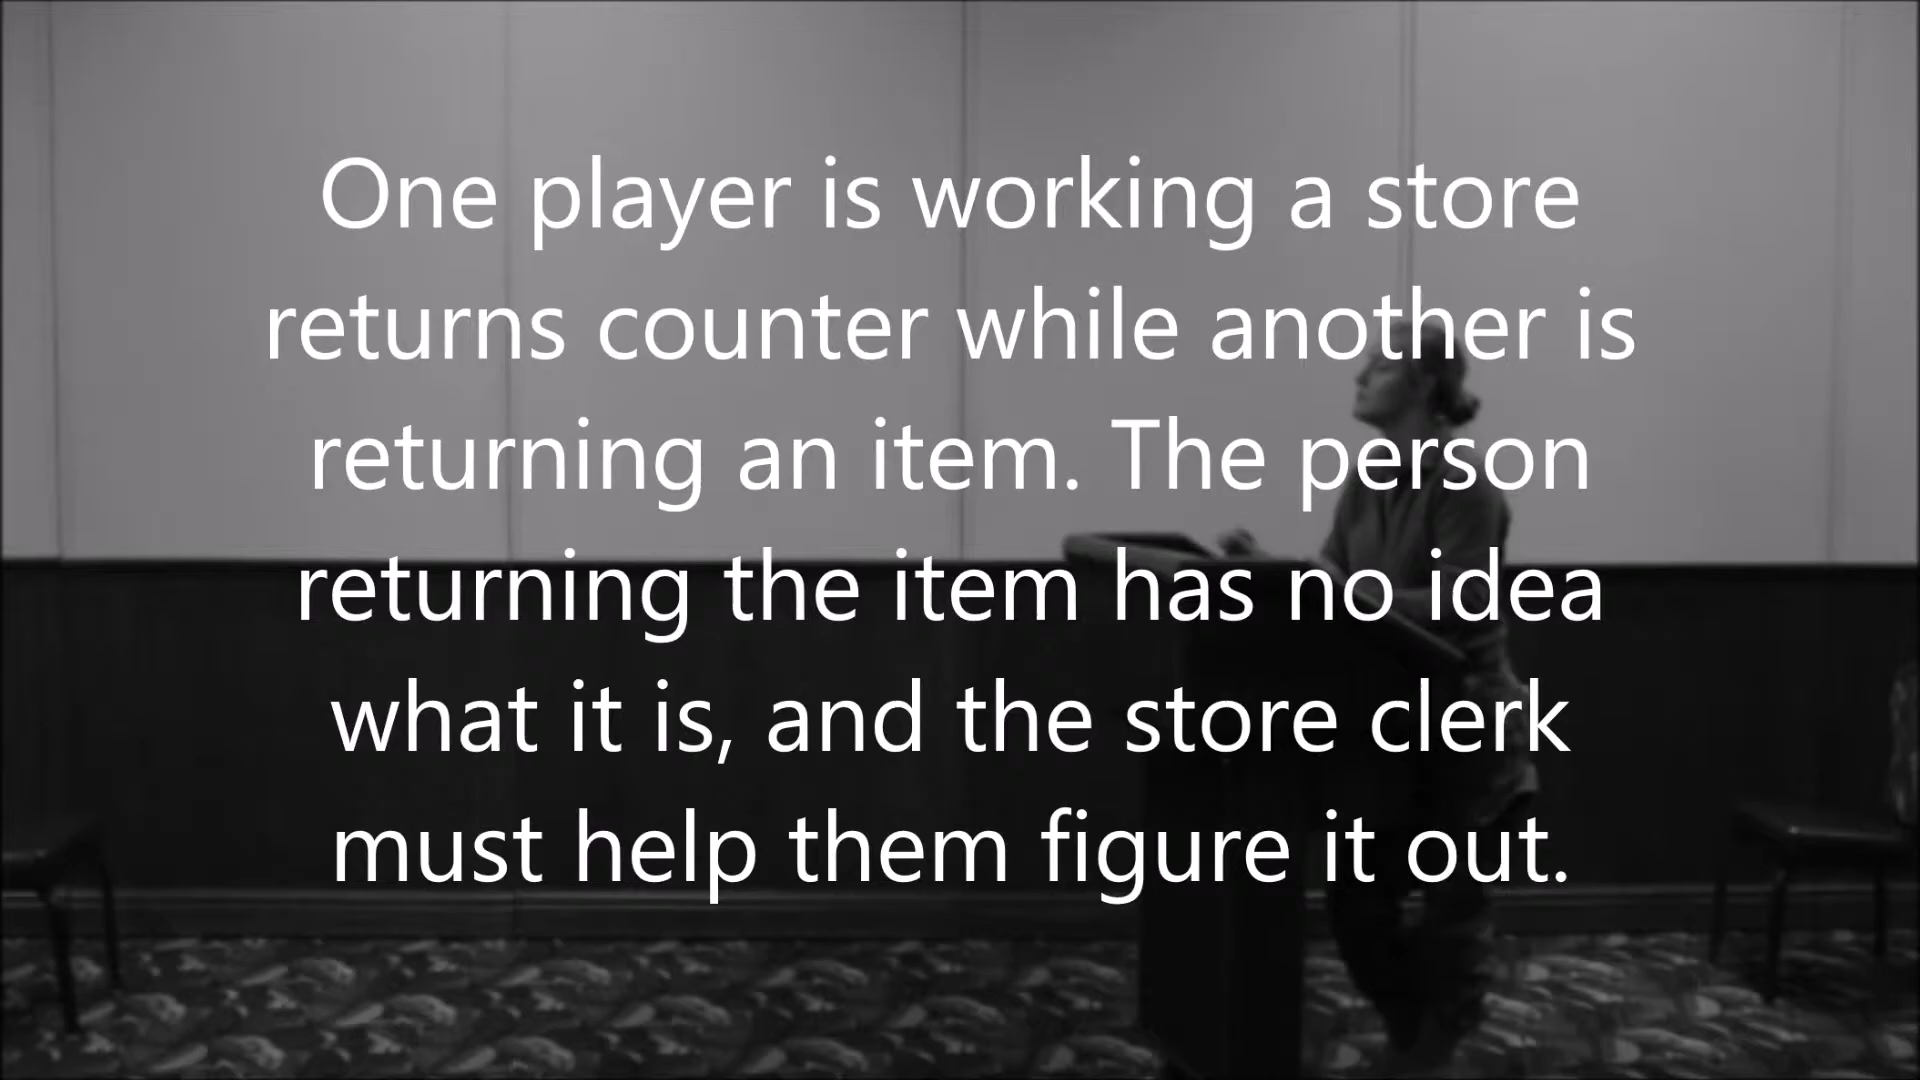 One player is working a store
returns counter while another is
returning an item. The person
returning the item has no idea
what it is, and the store clerk
must help them figure it out.